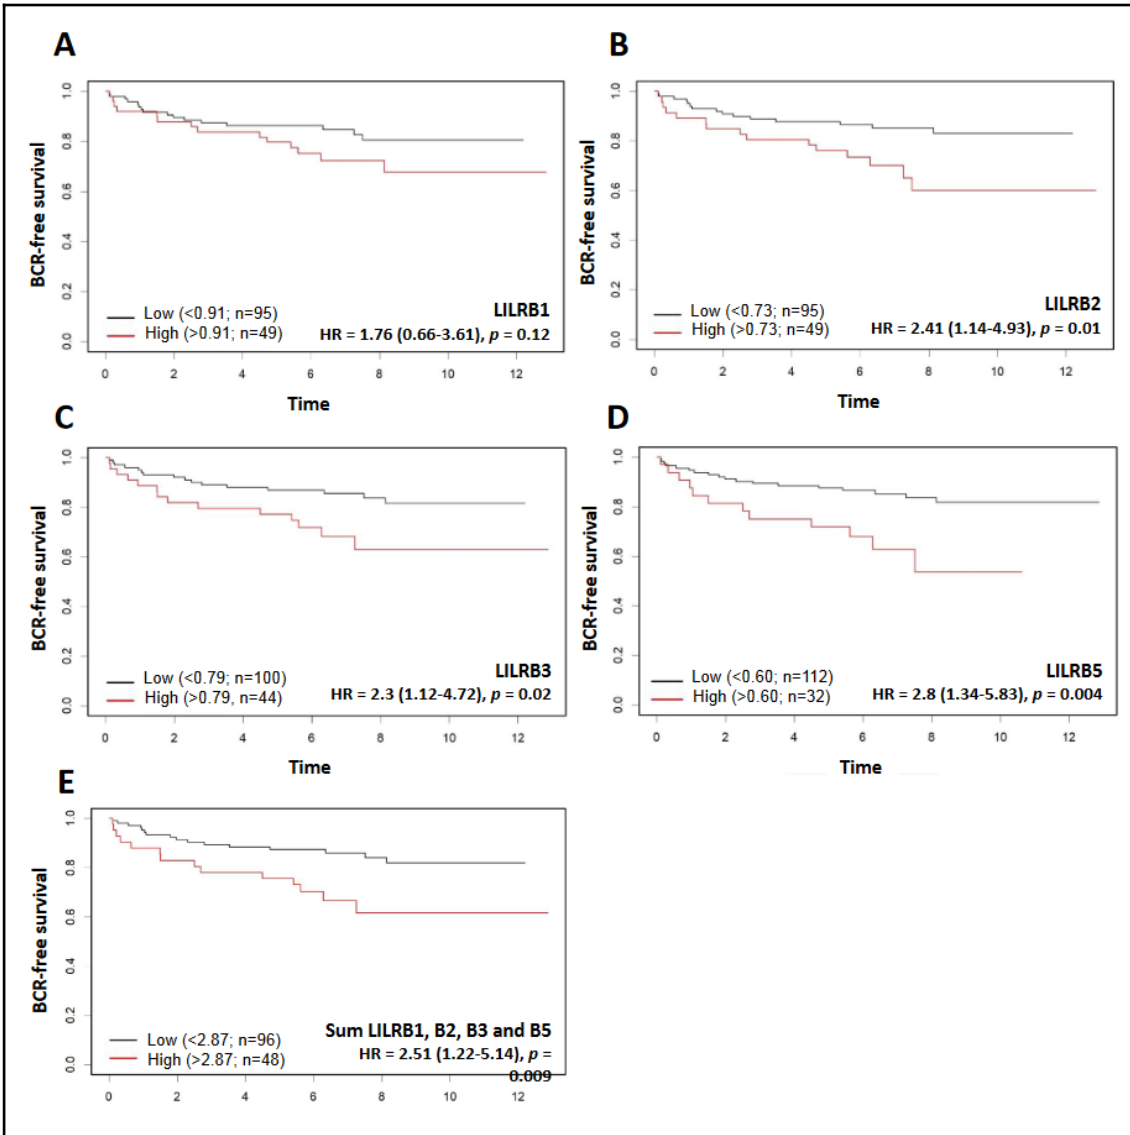 A
BCR-free survival
1.0
0.8
0.6
0.4
0.2
0.0
Low (<0.91; n=95)
High (>0.91; n=49)
LILRB1
HR = 1.76 (0.66-3.61), p = 0.12
0 2 4 6 8 10 12
Time
B
BCR-free survival
1.0
0.8
0.6
0.4
0.2
0.0
Low (<0.73; n=95)
High (>0.73; n=49)
LILRB2
HR = 2.41 (1.14-4.93), p = 0.01
0 2 4 6 8 10 12
Time
C
BCR-free survival
1.0
0.8
0.6
0.4
0.2
0.0
Low (<0.79; n=100)
High (>0.79, n=44)
LILRB3
HR = 2.3 (1.12-4.72), p = 0.02
0 2 4 6 8 10 12
Time
D
BCR-free survival
1.0
0.8
0.6
0.4
0.2
0.0
Low (<0.60; n=112)
High (>0.60; n=32)
LILRB5
HR = 2.8 (1.34-5.83), p = 0.004
0 2 4 6 8 10 12
Time
E
BCR-free survival
1.0
0.8
0.6
0.4
0.2
0.0
Low (<2.87; n=96)
High (>2.87; n=48)
Sum LILRB1, B2, B3 and B5
HR = 2.51 (1.22-5.14), p =
0.009
0 2 4 6 8 10 12